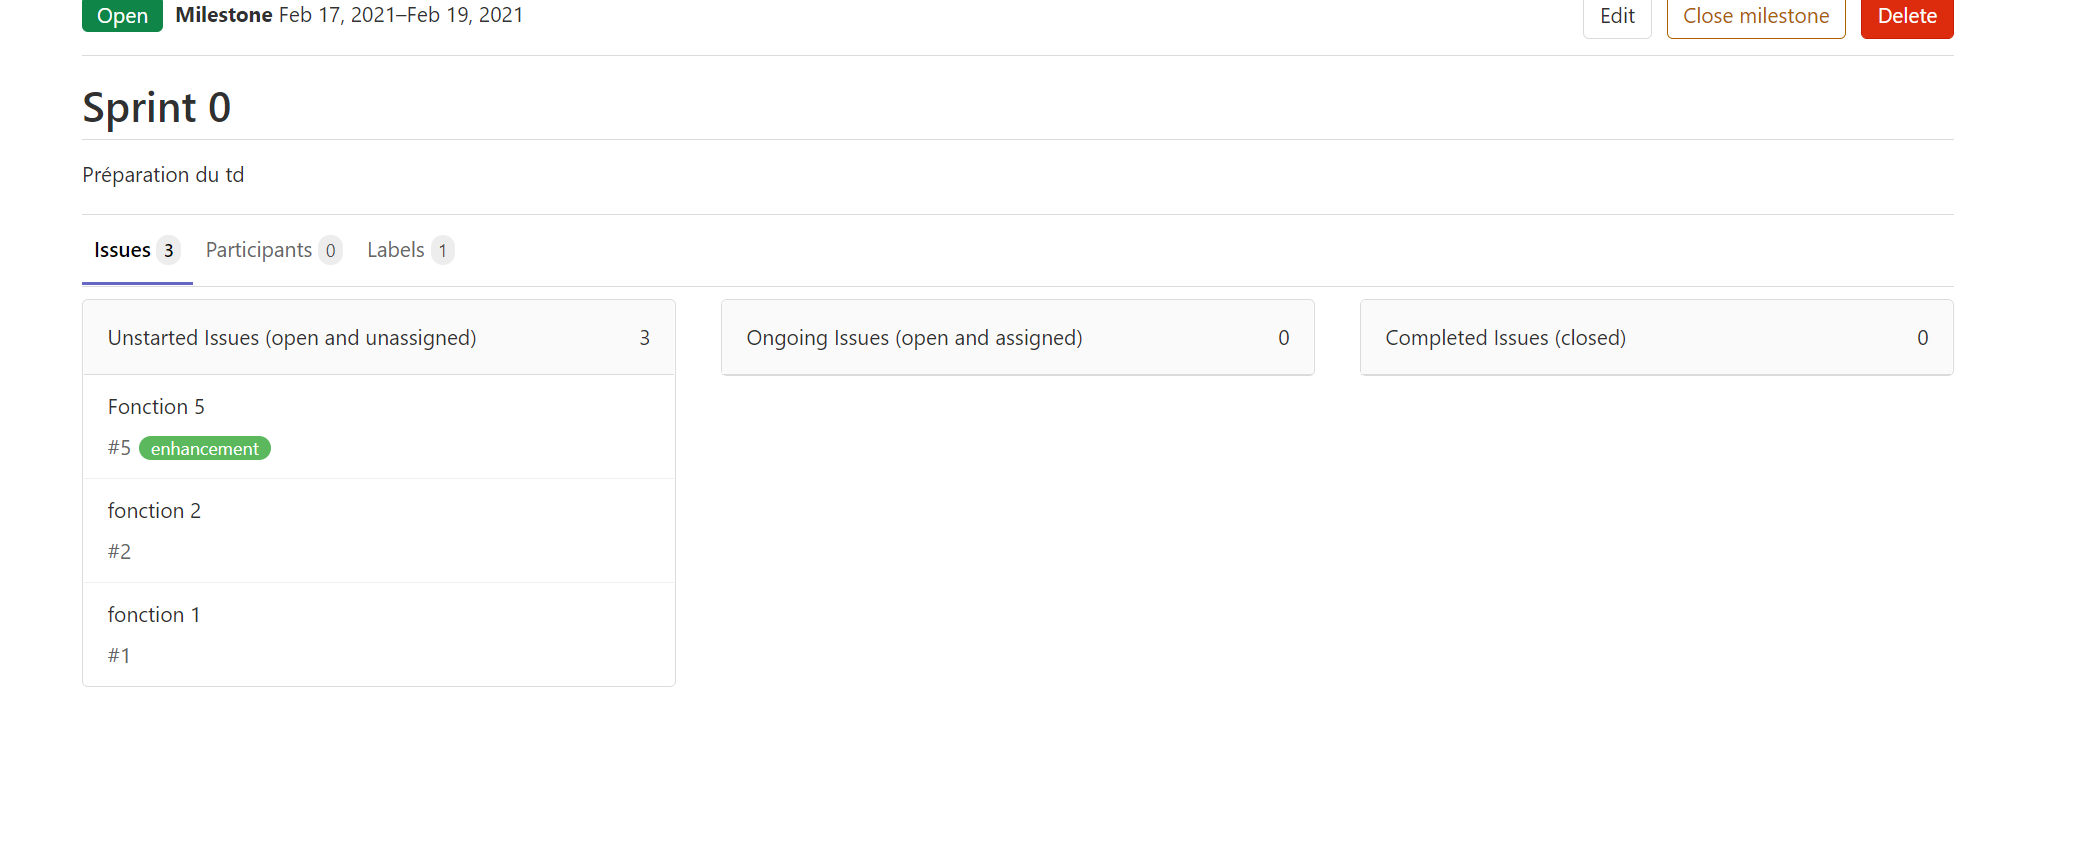 Open Milestone Feb 17, 2021–Feb 19, 2021 Edit Close milestone Delete
Sprint 0
Préparation du td
Issues 3 Participants 0 Labels 1
Unstarted Issues (open and unassigned) 3
Fonction 5
#5 enhancement
fonction 2
#2
fonction 1
#1
Ongoing Issues (open and assigned) 0
Completed Issues (closed) 0